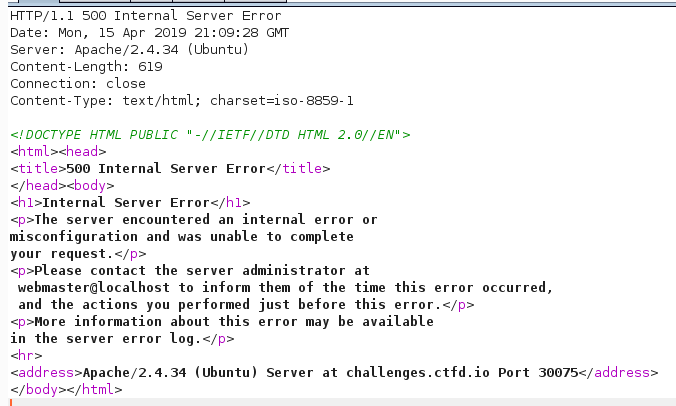 HTTP/1.1 500 Internal Server Error
Date: Mon, 15 Apr 2019 21:09:28 GMT
Server: Apache/2.4.34 (Ubuntu)
Content-Length: 619
Connection: close
Content-Type: text/html; charset=iso-8859-1

<!DOCTYPE HTML PUBLIC "-//IETF//DTD HTML 2.0//EN">
<html><head>
<title>500 Internal Server Error</title>
</head><body>
<h1>Internal Server Error</h1>
<p>The server encountered an internal error or
misconfiguration and was unable to complete
your request.</p>
<p>Please contact the server administrator at
 webmaster@localhost to inform them of the time this error occurred,
 and the actions you performed just before this error.</p>
<p>More information about this error may be available
in the server error log.</p>
<hr>
<address>Apache/2.4.34 (Ubuntu) Server at challenges.ctfd.io Port 30075</address>
</body></html>